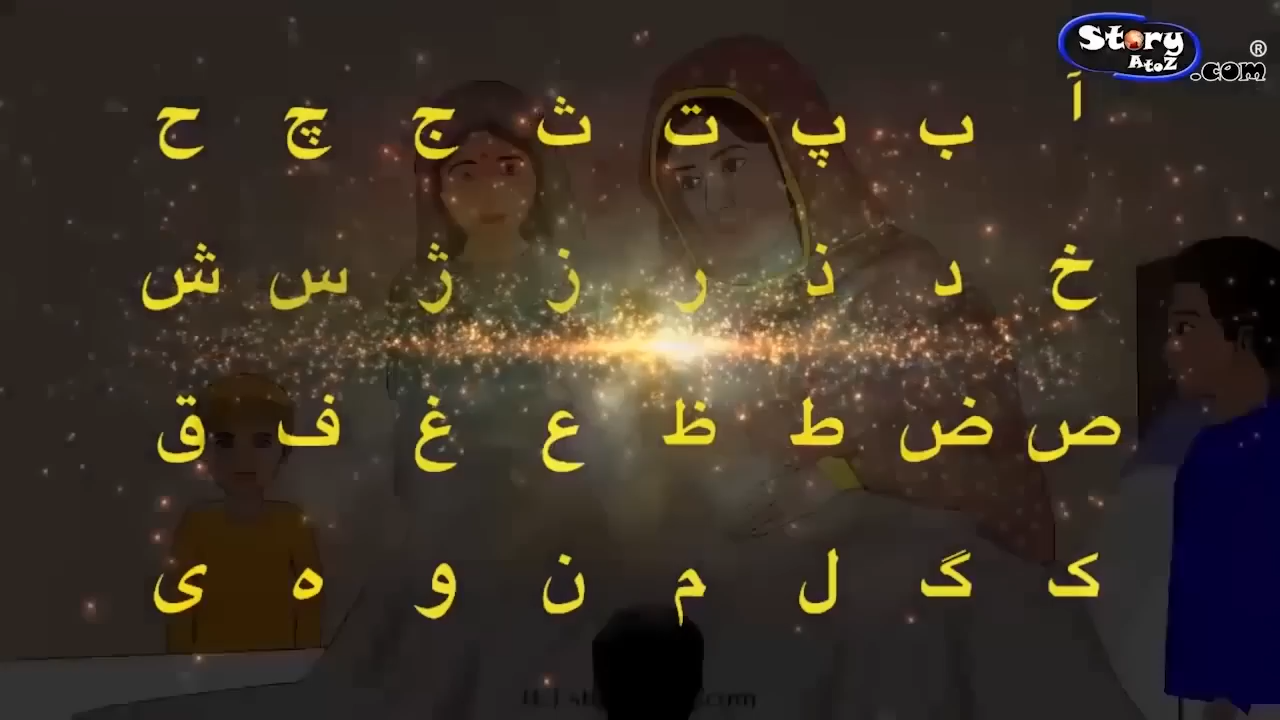 Story
AtoZ
.com ®
آ ب پ ت ث ج چ ح
خ د ذ ر ز ژ س ش
ص ض ط ظ ع غ ف ق
ک گ ل م ن و ه ی